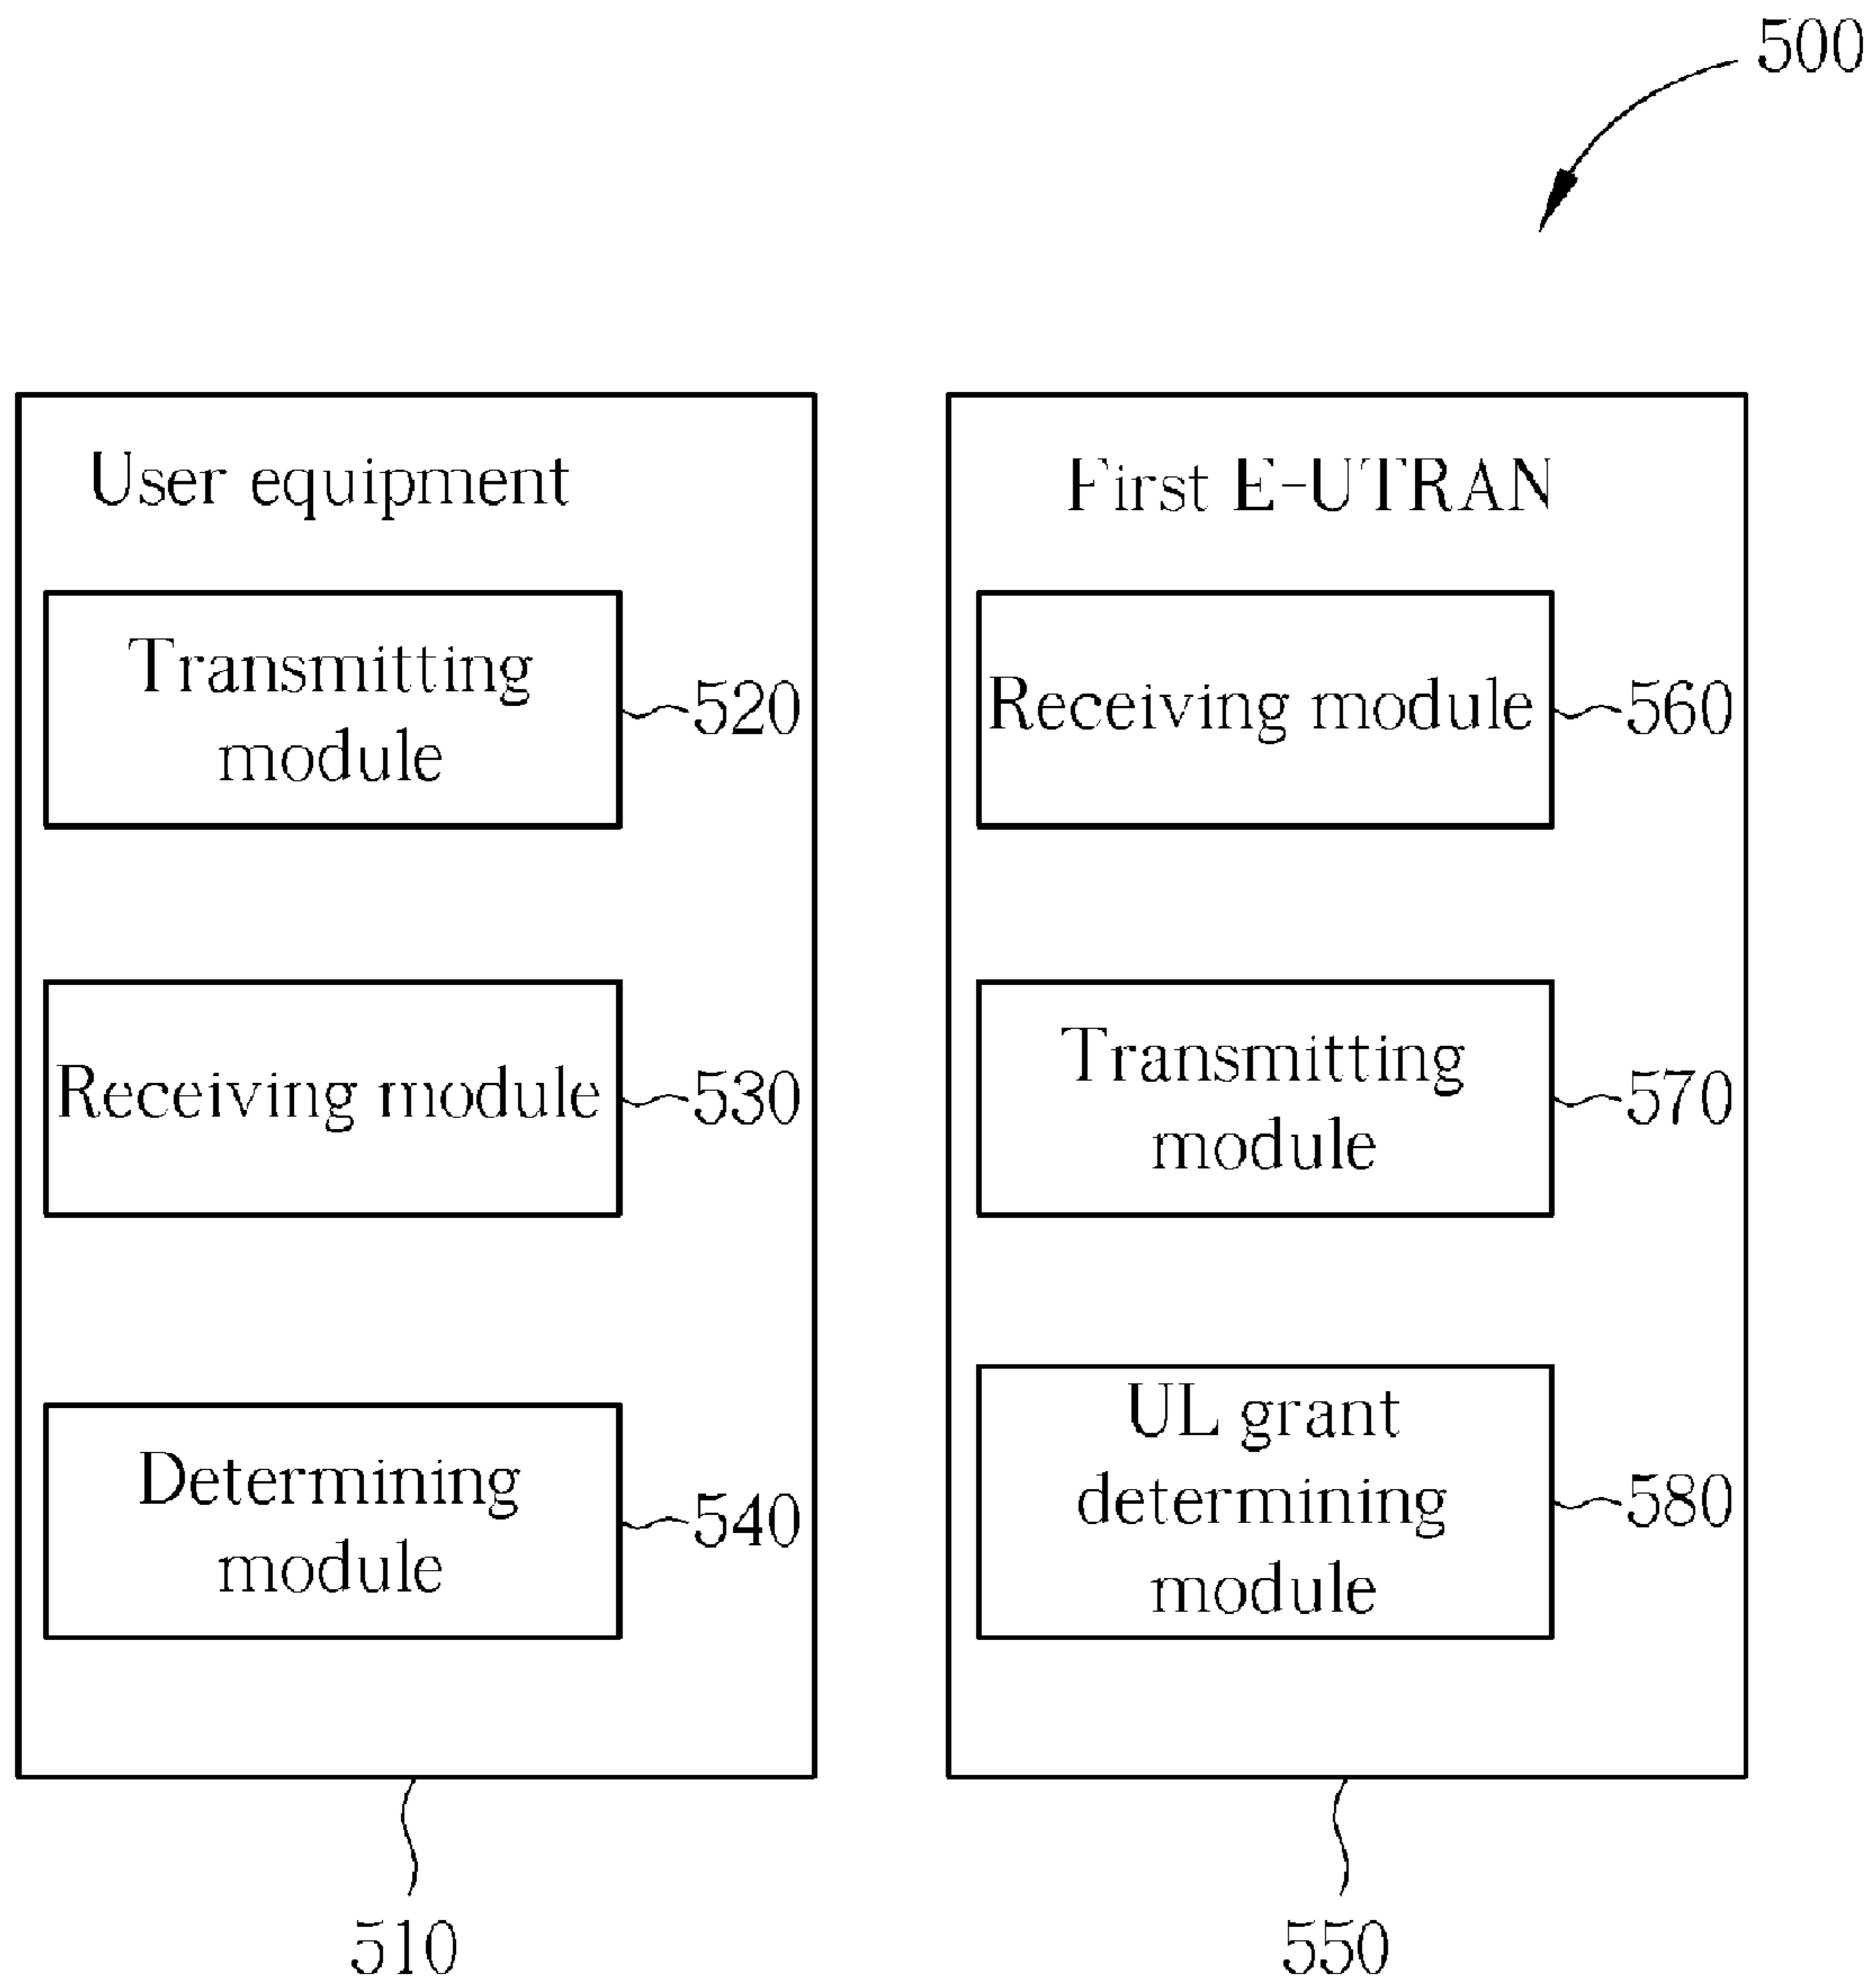 500
User equipment
Transmitting
module
520
Receiving module
530
Determining
module
540
510
First E-UTRAN
Receiving module
560
Transmitting
module
570
UL grant
determining
module
580
550